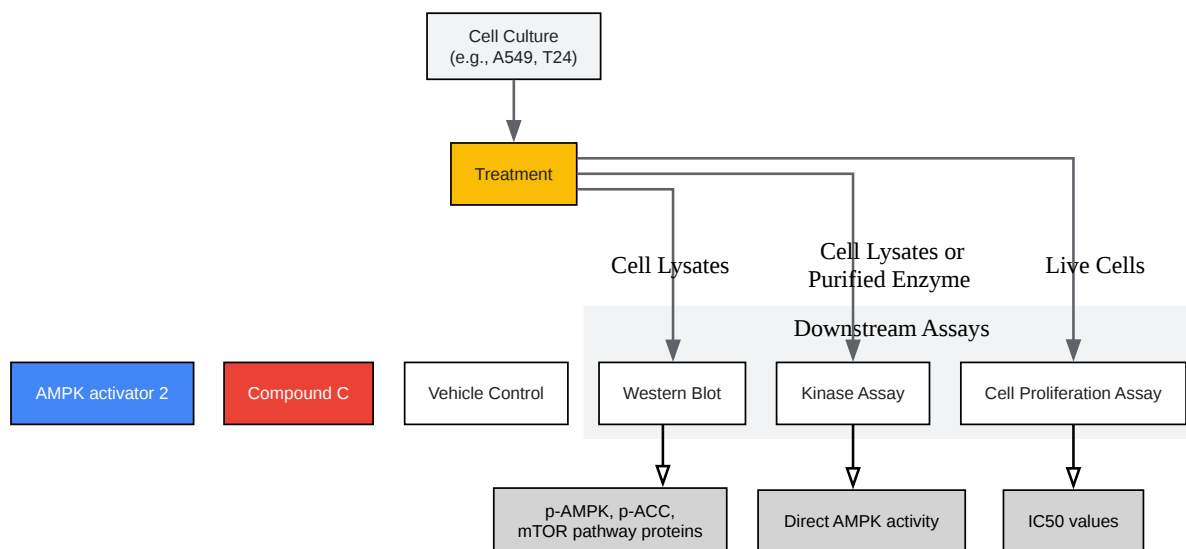 Cell Culture
(e.g., A549, T24)
Treatment
Cell Lysates
Cell Lysates or
Purified Enzyme
Live Cells
Downstream Assays
AMPK activator 2
Compound C
Vehicle Control
Western Blot
Kinase Assay
Cell Proliferation Assay
p-AMPK, p-ACC,
mTOR pathway proteins
Direct AMPK activity
IC50 values